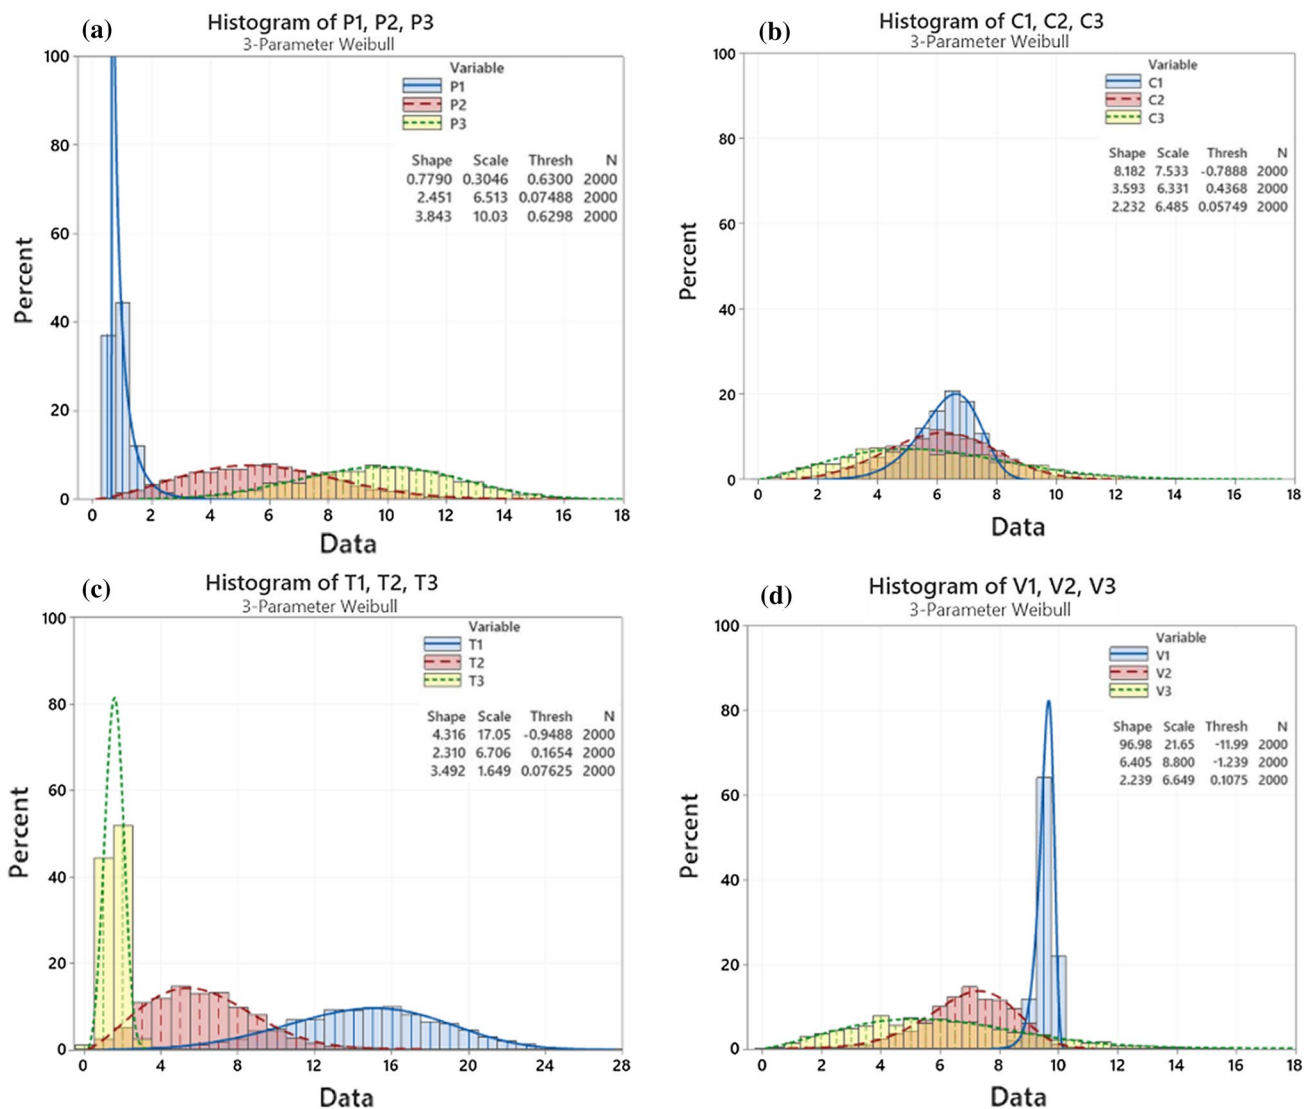 (a)
Histogram of P1, P2, P3
3-Parameter Weibull
Variable
P1
P2
P3
Shape Scale Thresh N
0.7790 0.3046 0.6300 2000
2.451 6.513 0.07488 2000
3.843 10.03 0.6298 2000
Percent
100
80
60
40
20
0
0 2 4 6 8 10 12 14 16 18
Data
(b)
Histogram of C1, C2, C3
3-Parameter Weibull
Variable
C1
C2
C3
Shape Scale Thresh N
8.182 7.533 -0.7888 2000
3.593 6.331 0.4368 2000
2.232 6.485 0.05749 2000
Percent
100
80
60
40
20
0
0 2 4 6 8 10 12 14 16 18
Data
(c)
Histogram of T1, T2, T3
3-Parameter Weibull
Variable
T1
T2
T3
Shape Scale Thresh N
4.316 17.05 -0.9488 2000
2.310 6.706 0.1654 2000
3.492 1.649 0.07625 2000
Percent
100
80
60
40
20
0
0 4 8 12 16 20 24 28
Data
(d)
Histogram of V1, V2, V3
3-Parameter Weibull
Variable
V1
V2
V3
Shape Scale Thresh N
96.98 21.65 -11.99 2000
6.405 8.800 -1.239 2000
2.239 6.649 0.1075 2000
Percent
100
80
60
40
20
0
0 2 4 6 8 10 12 14 16 18
Data